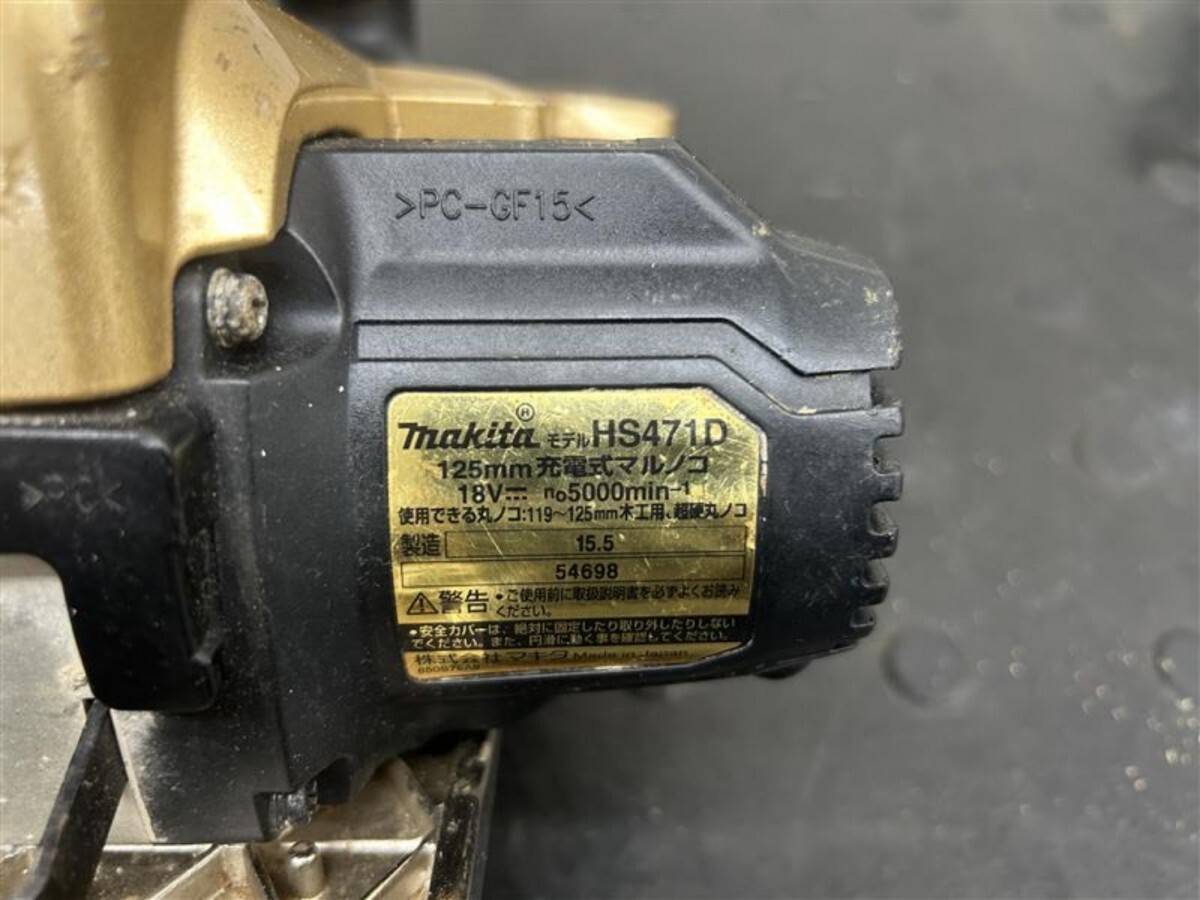 >PC-GF15<
>PC<
makita® モデル HS471D
125mm 充電式マルノコ
18V⎓ n₀5000min⁻¹
使用できる丸ノコ:119～125mm木工用、超硬丸ノコ
製造 15.5
54698
⚠警告 •ご使用前に取扱説明書を必ずよくお読み
ください。
•安全カバーは、絶対に固定したり取り外したりしない
でください。また、円滑に動く事を確認してください。
株式会社マキタ Made in Japan